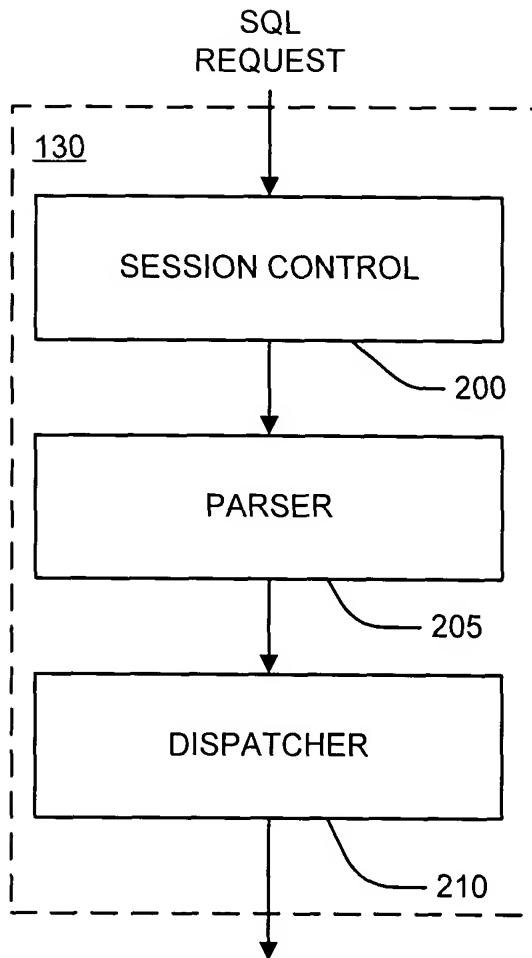 SQL
REQUEST
130
SESSION CONTROL
200
PARSER
205
DISPATCHER
210